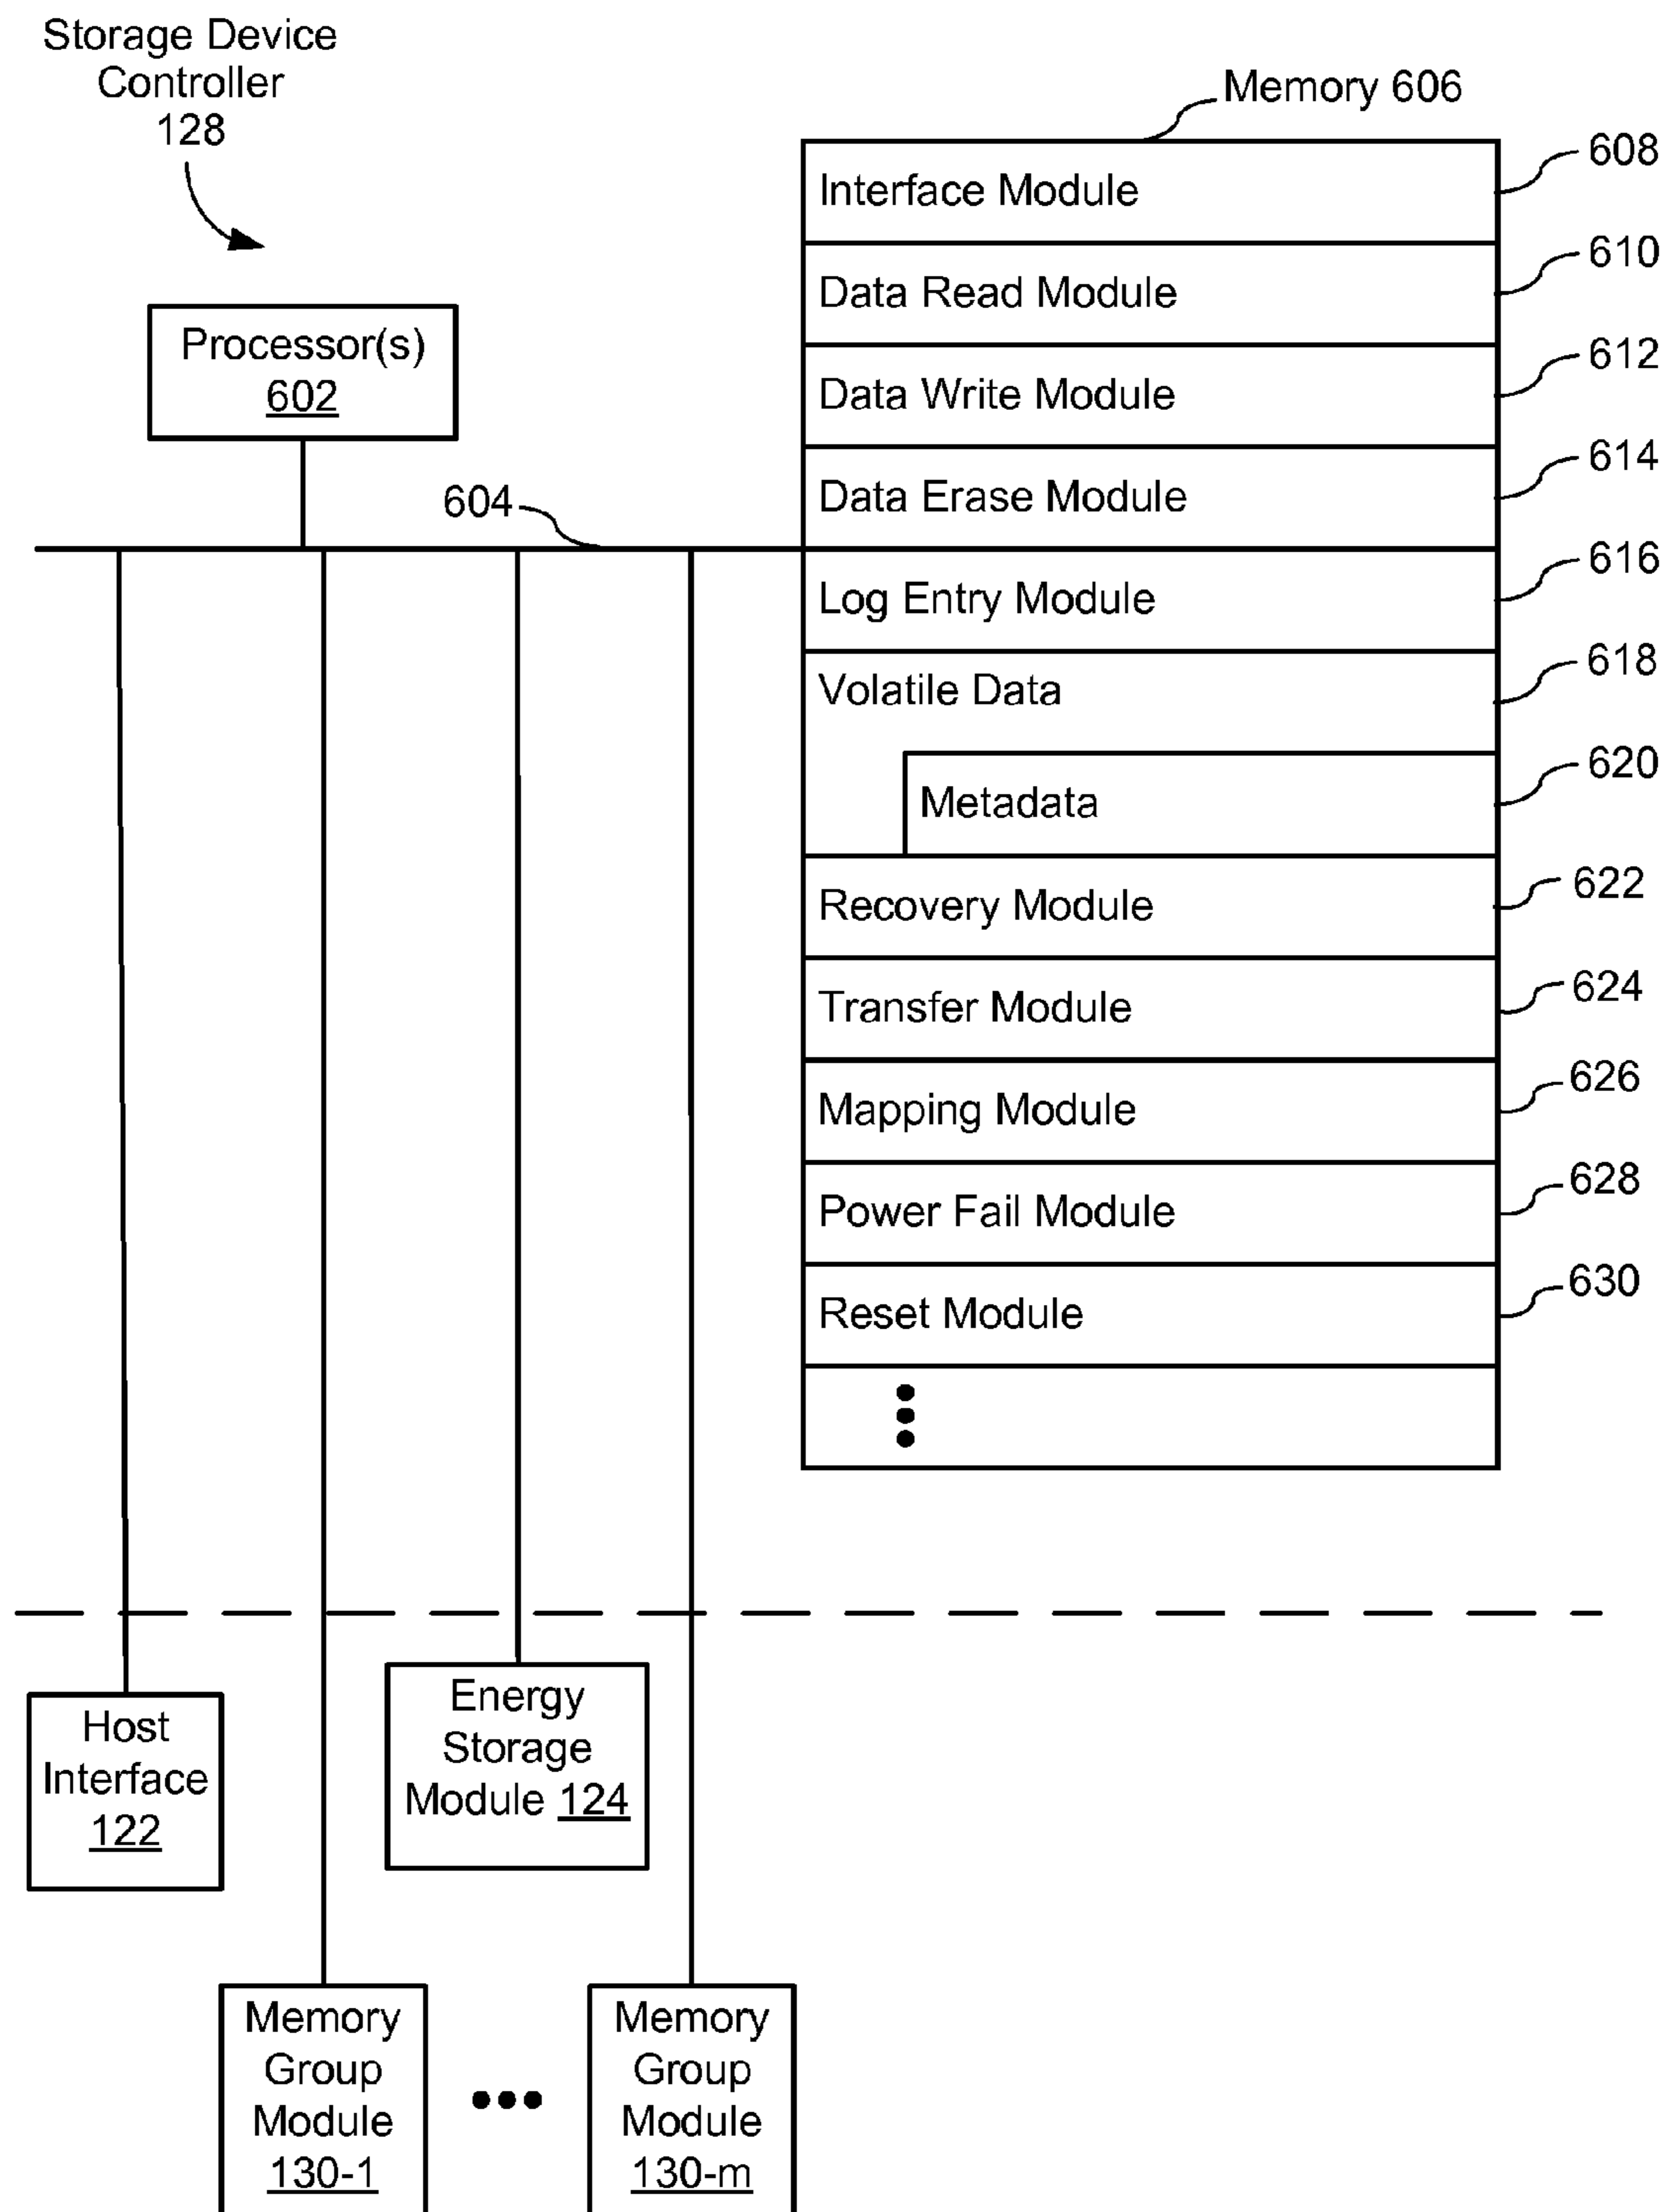 Storage Device
Controller
128
Memory 606
608
Interface Module
610
Data Read Module
612
Data Write Module
614
Data Erase Module
616
Log Entry Module
618
Volatile Data
620
Metadata
622
Recovery Module
624
Transfer Module
626
Mapping Module
628
Power Fail Module
630
Reset Module
Processor(s)
602
604
Host
Interface
122
Energy
Storage
Module 124
Memory
Group
Module
130-1
Memory
Group
Module
130-m